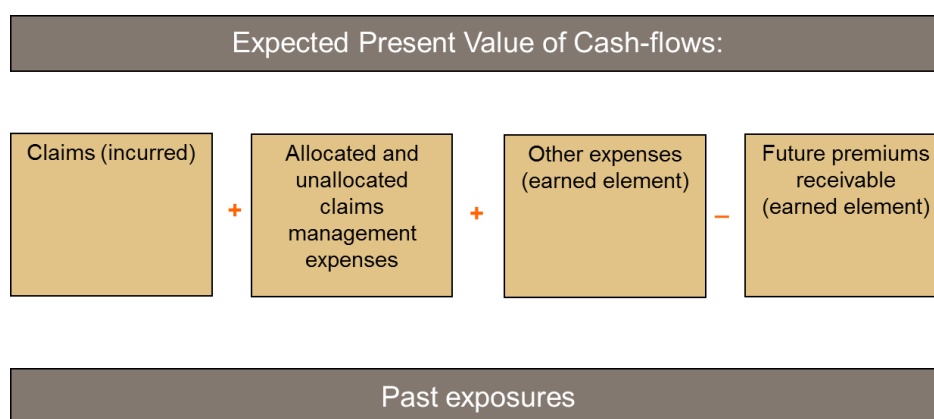 Expected Present Value of Cash-flows:
Claims (incurred)
+
Allocated and
unallocated
claims
management
expenses
+
Other expenses
(earned element)
–
Future premiums
receivable
(earned element)
Past exposures